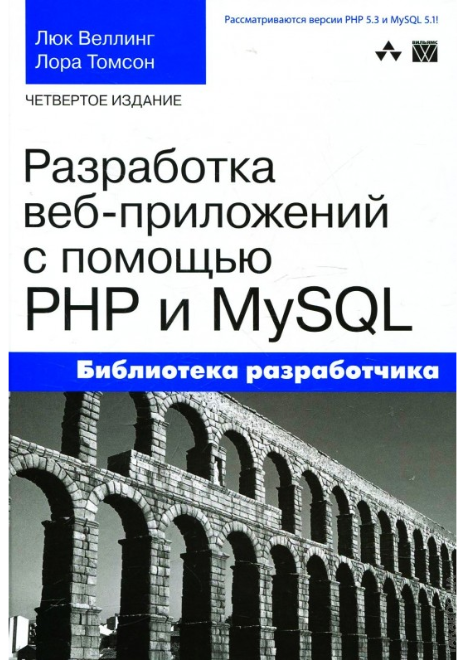 Рассматриваются версии PHP 5.3 и MySQL 5.1!
Люк Веллинг
Лора Томсон
ВИЛЬЯМС
ЧЕТВЕРТОЕ ИЗДАНИЕ
Разработка
веб-приложений
с помощью
PHP и MySQL
Библиотека разработчика